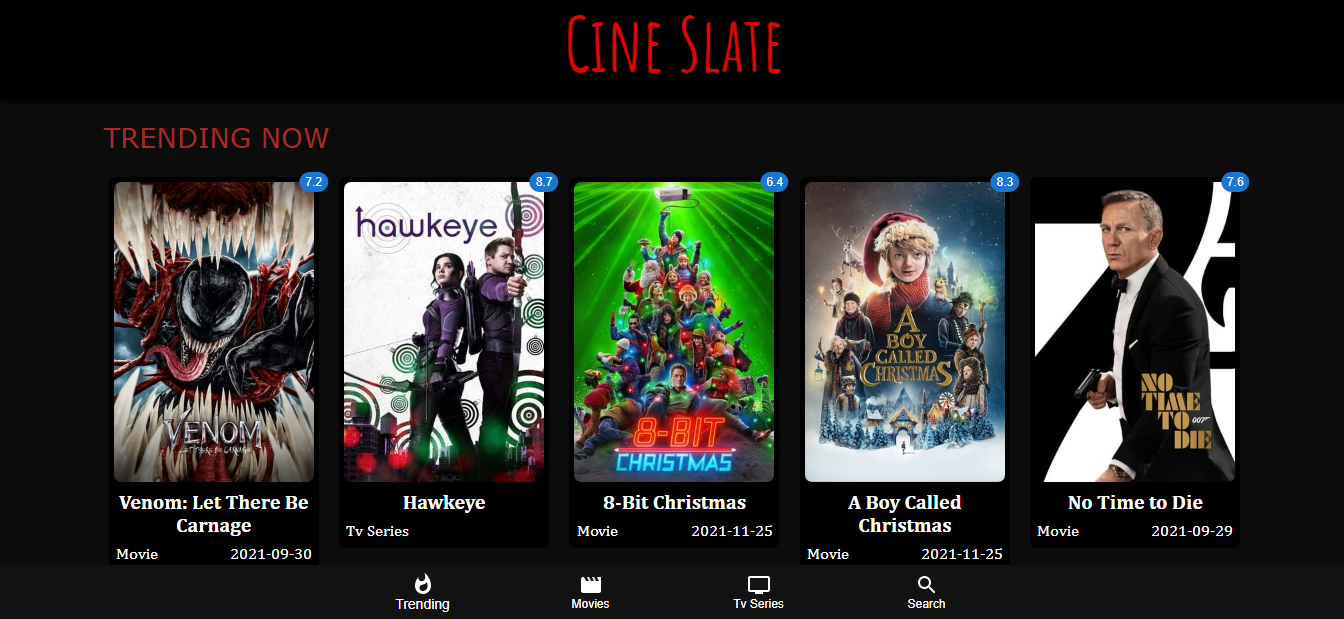 Cine Slate
TRENDING NOW
7.2
8.7
6.4
8.3
7.6
VENOM
LET THERE BE CARNAGE
hawkeye
8-BIT
CHRISTMAS
A
BOY
CALLED
CHRISTMAS
NO
TIME
TO 007
DIE
Venom: Let There Be
Carnage
Movie 2021-09-30
Hawkeye
Tv Series
8-Bit Christmas
Movie 2021-11-25
A Boy Called
Christmas
Movie 2021-11-25
No Time to Die
Movie 2021-09-29
Trending
Movies
Tv Series
Search